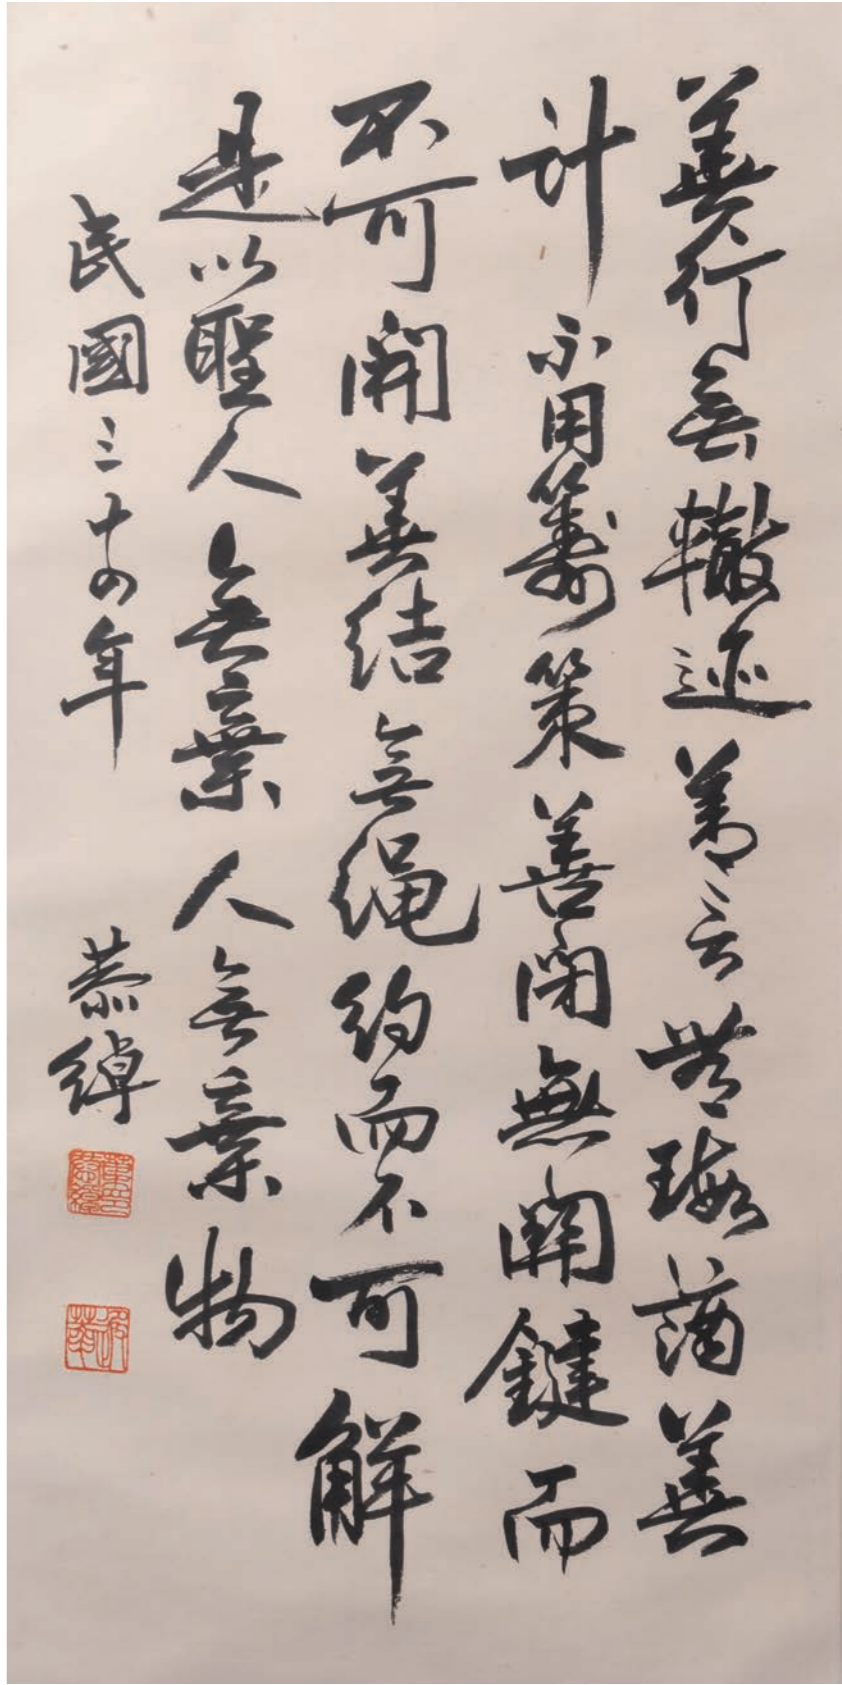 善行無轍迹善言無瑕謫善
計不用籌策善閉無關鍵而
不可開善結無繩約而不可解
是以聖人無棄人無棄物
民國三十四年 恭綽